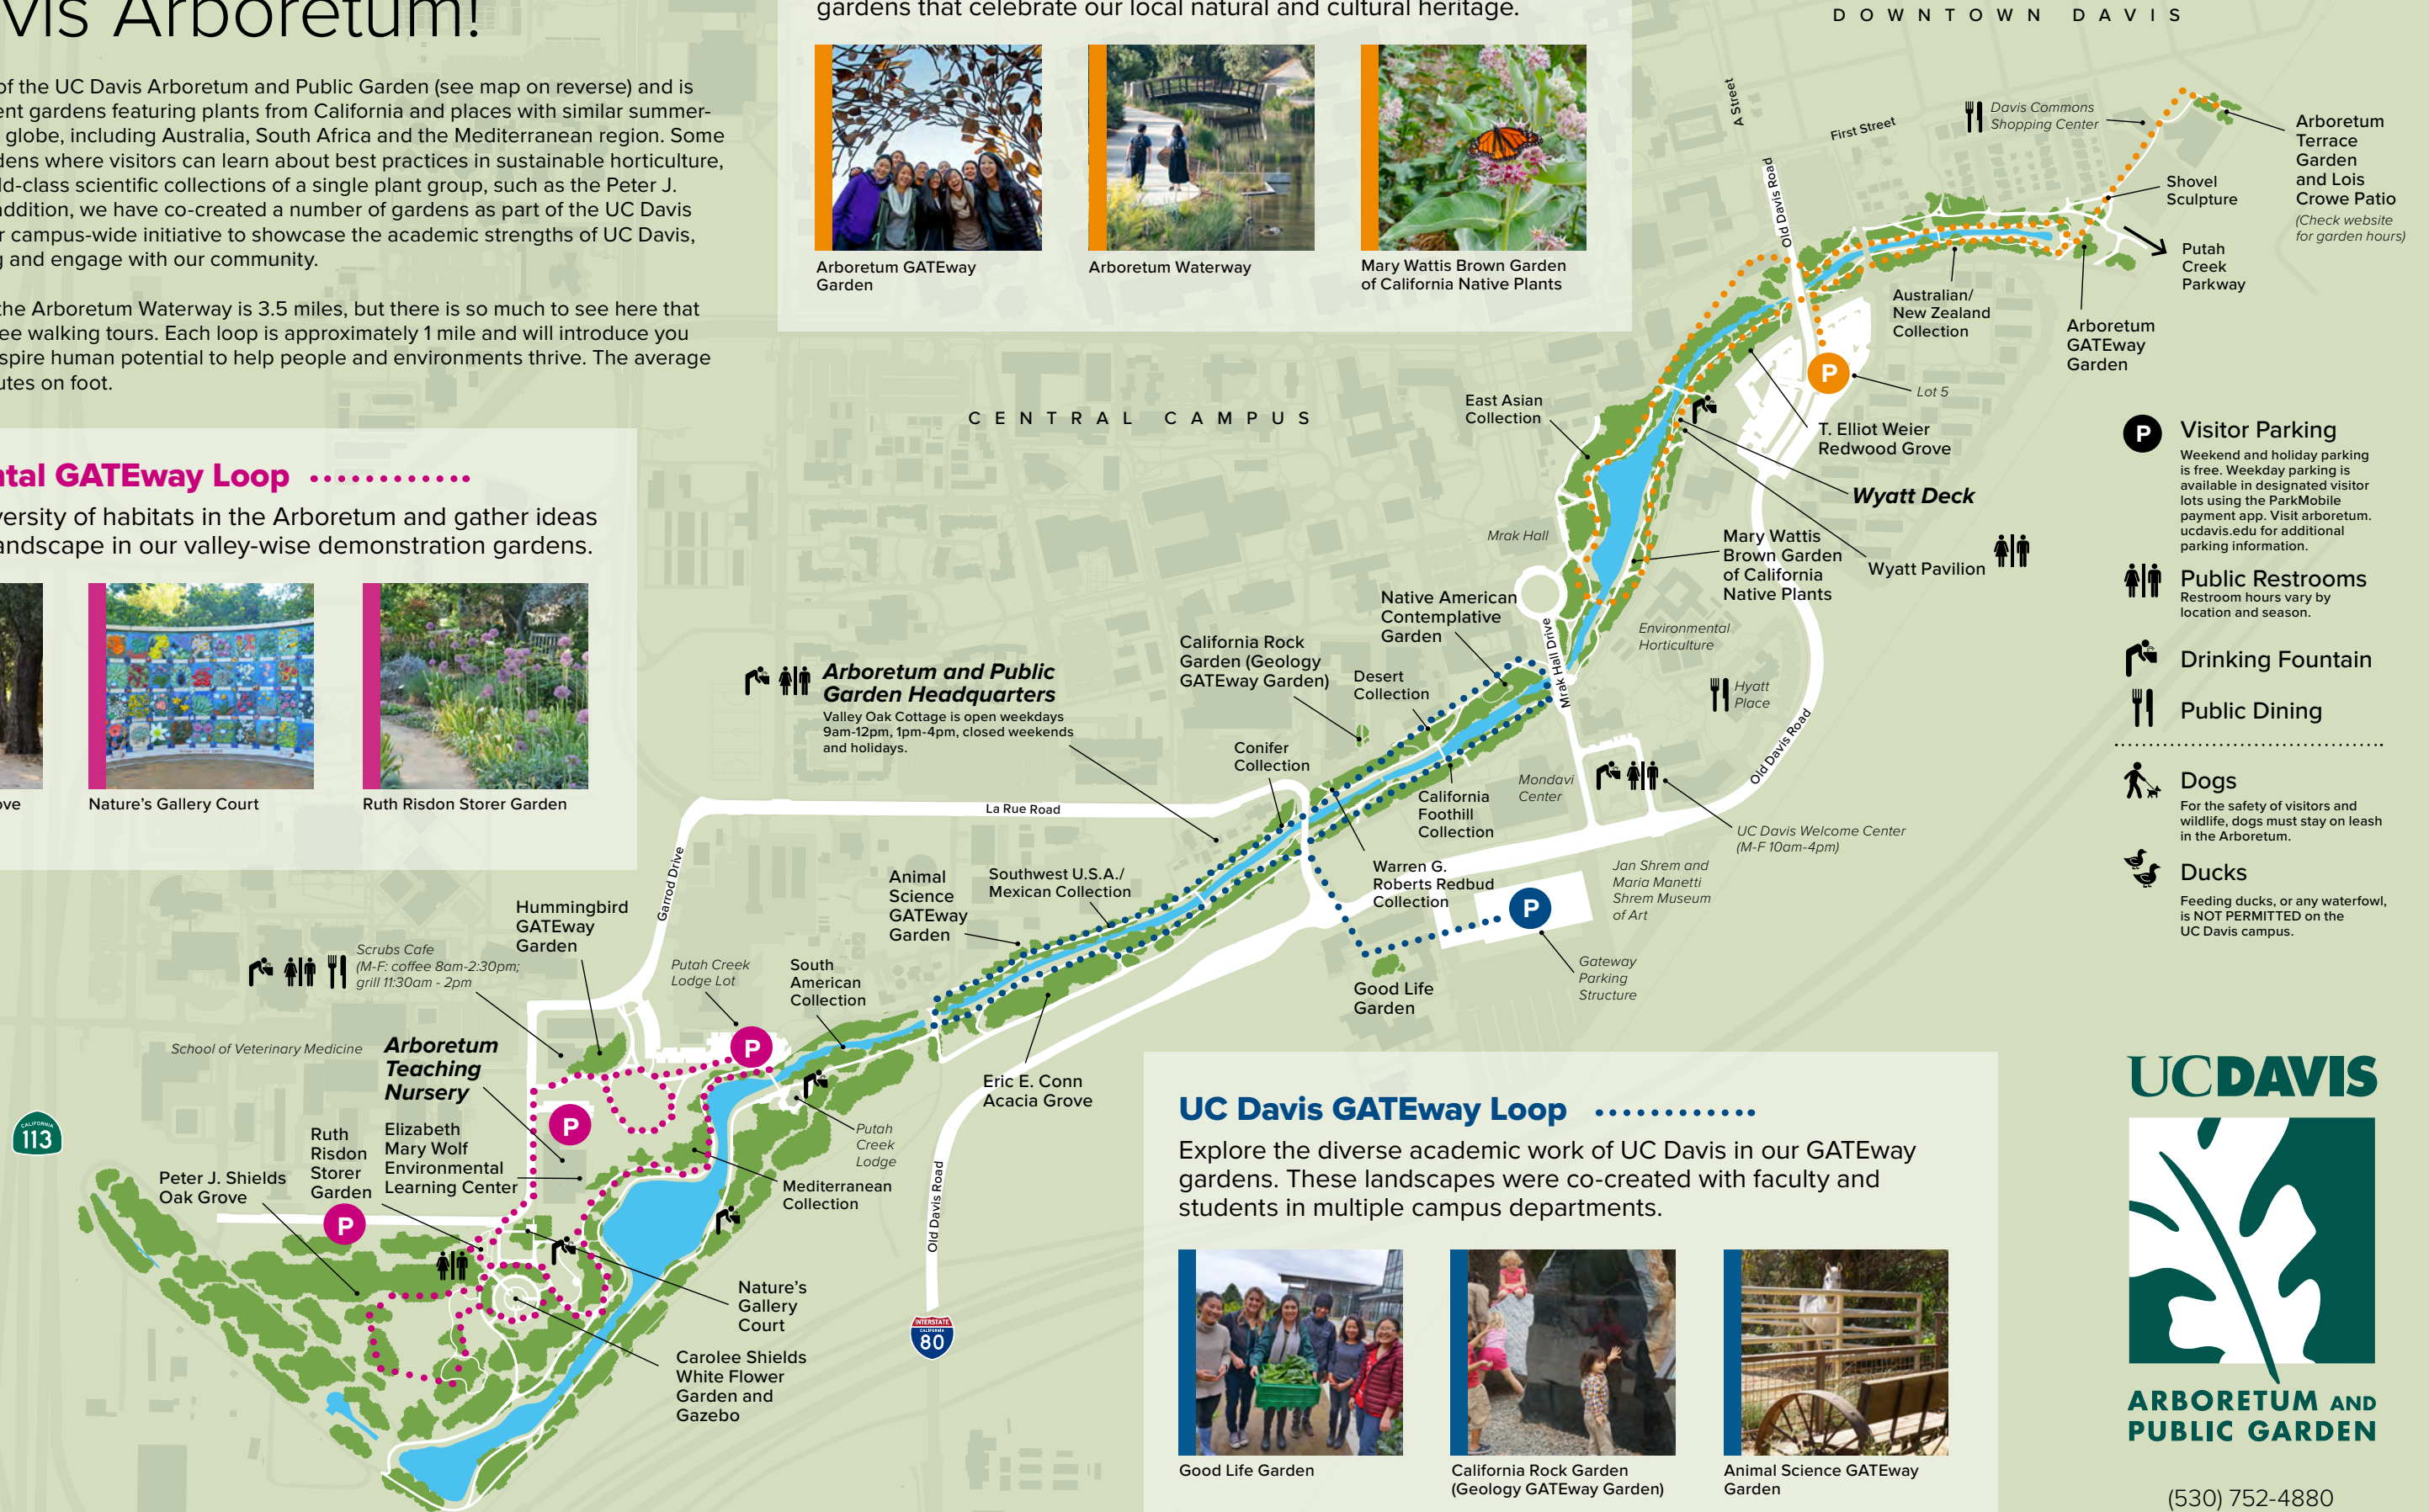 vis Arboretum!
of the UC Davis Arboretum and Public Garden (see map on reverse) and is
ent gardens featuring plants from California and places with similar summer-
globe, including Australia, South Africa and the Mediterranean region. Some
dens where visitors can learn about best practices in sustainable horticulture,
ld-class scientific collections of a single plant group, such as the Peter J.
addition, we have co-created a number of gardens as part of the UC Davis
r campus-wide initiative to showcase the academic strengths of UC Davis,
g and engage with our community.
the Arboretum Waterway is 3.5 miles, but there is so much to see here that
ee walking tours. Each loop is approximately 1 mile and will introduce you
spire human potential to help people and environments thrive. The average
utes on foot.
ntal GATEway Loop
versity of habitats in the Arboretum and gather ideas
andscape in our valley-wise demonstration gardens.
ove
Nature's Gallery Court
Ruth Risdon Storer Garden
gardens that celebrate our local natural and cultural heritage.
Arboretum GATEway
Garden
Arboretum Waterway
Mary Wattis Brown Garden
of California Native Plants
DOWNTOWN DAVIS
A Street
First Street
Old Davis Road
Davis Commons
Shopping Center
Arboretum
Terrace
Garden
and Lois
Crowe Patio
(Check website
for garden hours)
Shovel
Sculpture
Putah
Creek
Parkway
Australian/
New Zealand
Collection
Arboretum
GATEway
Garden
P
Lot 5
T. Elliot Weier
Redwood Grove
Wyatt Deck
Wyatt Pavilion
East Asian
Collection
CENTRAL CAMPUS
Mrak Hall
Mary Wattis
Brown Garden
of California
Native Plants
Native American
Contemplative
Garden
Environmental
Horticulture
Mrak Hall Drive
Hyatt
Place
Old Davis Road
California Rock
Garden (Geology
GATEway Garden)
Desert
Collection
Arboretum and Public
Garden Headquarters
Valley Oak Cottage is open weekdays
9am-12pm, 1pm-4pm, closed weekends
and holidays.
Conifer
Collection
Mondavi
Center
California
Foothill
Collection
UC Davis Welcome Center
(M-F 10am-4pm)
La Rue Road
Garrod Drive
Warren G.
Roberts Redbud
Collection
Jan Shrem and
Maria Manetti
Shrem Museum
of Art
P
Gateway
Parking
Structure
Good Life
Garden
Animal
Science
GATEway
Garden
Southwest U.S.A./
Mexican Collection
Hummingbird
GATEway
Garden
Scrubs Cafe
(M-F: coffee 8am-2:30pm;
grill 11:30am - 2pm
Putah Creek
Lodge Lot
South
American
Collection
P
School of Veterinary Medicine
Arboretum
Teaching
Nursery
Eric E. Conn
Acacia Grove
P
Putah
Creek
Lodge
CALIFORNIA
113
Ruth
Risdon
Storer
Garden
Elizabeth
Mary Wolf
Environmental
Learning Center
Peter J. Shields
Oak Grove
P
Mediterranean
Collection
Old Davis Road
Nature's
Gallery
Court
INTERSTATE
CALIFORNIA
80
Carolee Shields
White Flower
Garden and
Gazebo
P
Visitor Parking
Weekend and holiday parking
is free. Weekday parking is
available in designated visitor
lots using the ParkMobile
payment app. Visit arboretum.
ucdavis.edu for additional
parking information.
Public Restrooms
Restroom hours vary by
location and season.
Drinking Fountain
Public Dining
Dogs
For the safety of visitors and
wildlife, dogs must stay on leash
in the Arboretum.
Ducks
Feeding ducks, or any waterfowl,
is NOT PERMITTED on the
UC Davis campus.
UC Davis GATEway Loop
Explore the diverse academic work of UC Davis in our GATEway
gardens. These landscapes were co-created with faculty and
students in multiple campus departments.
Good Life Garden
California Rock Garden
(Geology GATEway Garden)
Animal Science GATEway
Garden
UCDAVIS
ARBORETUM AND
PUBLIC GARDEN
(530) 752-4880